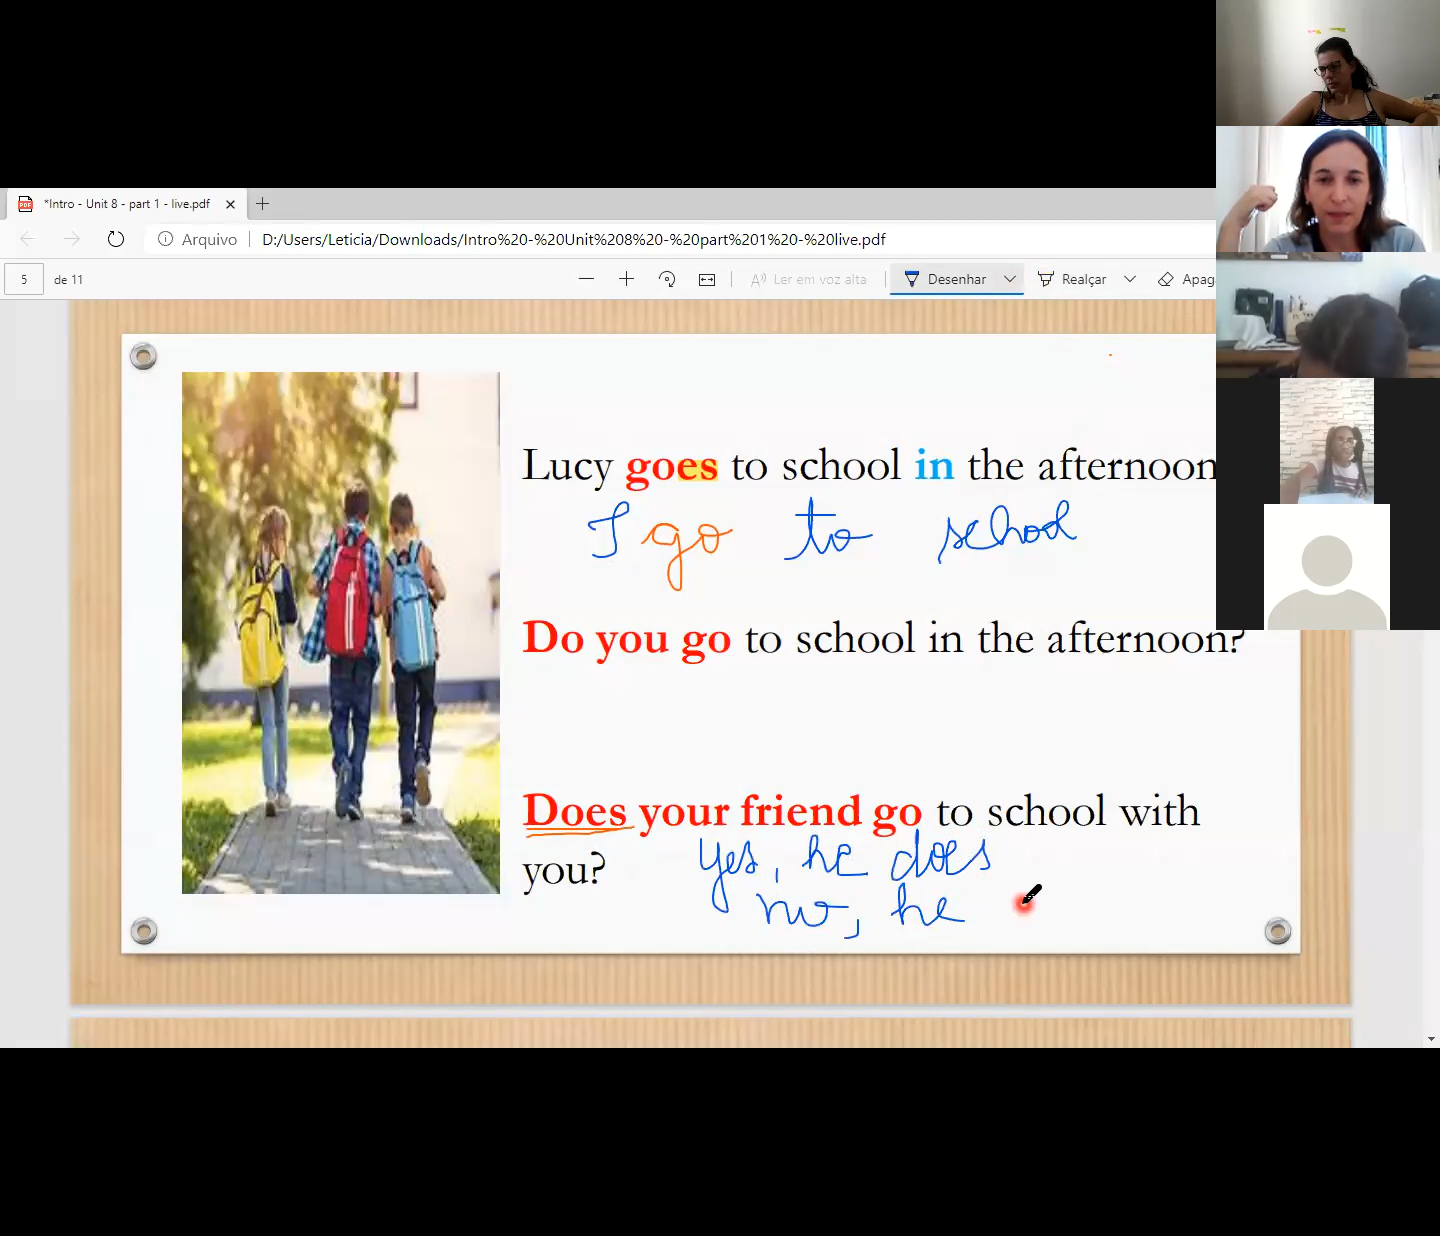 *Intro - Unit 8 - part 1 - live.pdf
Arquivo D:/Users/Leticia/Downloads/Intro%20-%20Unit%208%20-%20part%201%20-%20live.pdf
5 de 11 Ler em voz alta Desenhar Realçar Apag
Lucy goes to school in the afternoon
I go to school
Do you go to school in the afternoon?
Does your friend go to school with
you? yes, he does
no, he